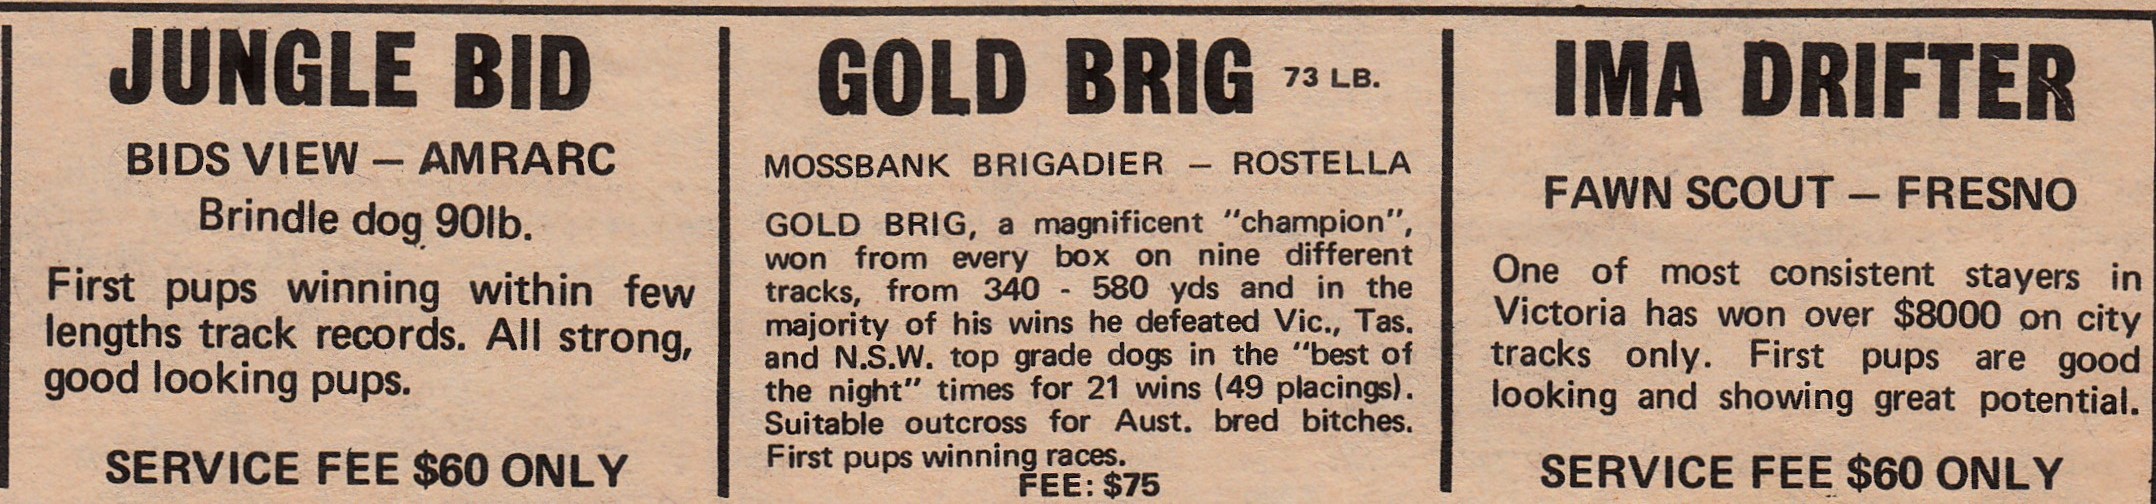 JUNGLE BID
BIDS VIEW – AMRARC
Brindle dog 90lb.
First pups winning within few
lengths track records. All strong,
good looking pups.
SERVICE FEE $60 ONLY
GOLD BRIG 73 LB.
MOSSBANK BRIGADIER – ROSTELLA
GOLD BRIG, a magnificent "champion",
won from every box on nine different
tracks, from 340 - 580 yds and in the
majority of his wins he defeated Vic., Tas.
and N.S.W. top grade dogs in the "best of
the night" times for 21 wins (49 placings).
Suitable outcross for Aust. bred bitches.
First pups winning races.
FEE: $75
IMA DRIFTER
FAWN SCOUT – FRESNO
One of most consistent stayers in
Victoria has won over $8000 on city
tracks only. First pups are good
looking and showing great potential.
SERVICE FEE $60 ONLY